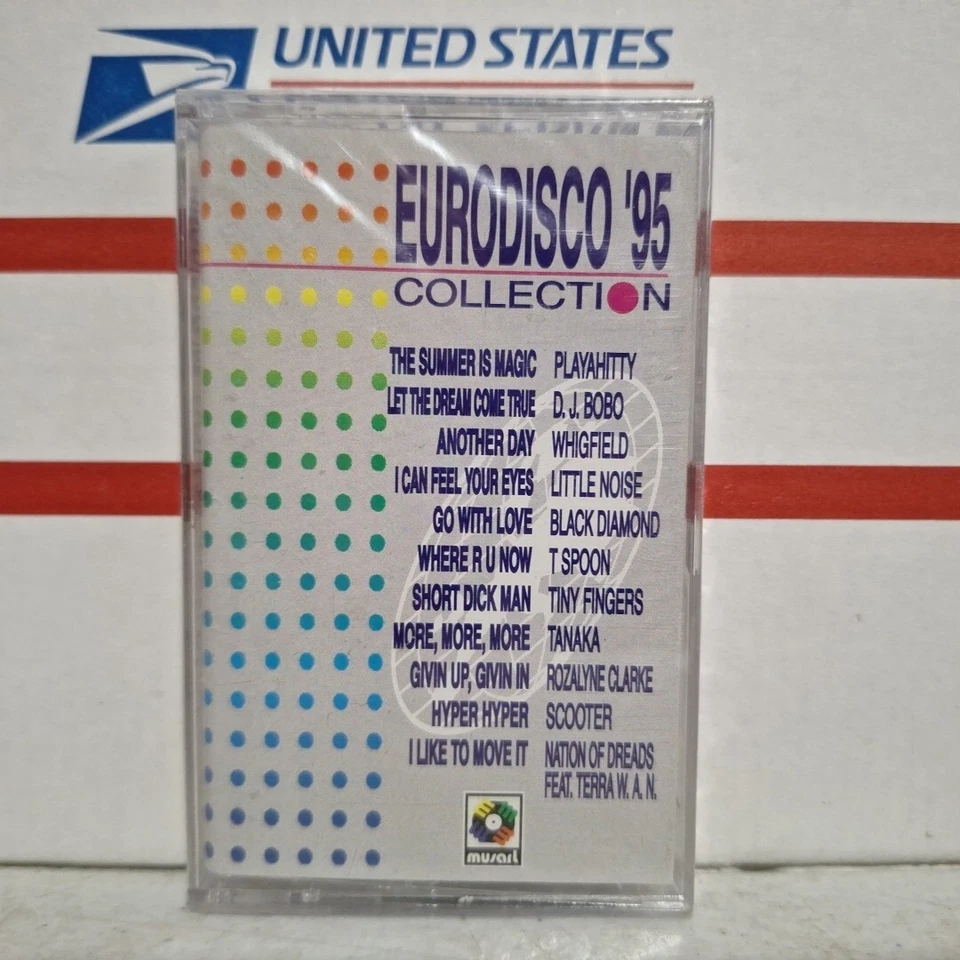 UNITED STATES
EURODISCO '95
COLLECTION
THE SUMMER IS MAGIC PLAYAHITTY
LET THE DREAM COME TRUE D. J. BOBO
ANOTHER DAY WHIGFIELD
I CAN FEEL YOUR EYES LITTLE NOISE
GO WITH LOVE BLACK DIAMOND
WHERE R U NOW T SPOON
SHORT DICK MAN TINY FINGERS
MORE, MORE, MORE TANAKA
GIVIN UP, GIVIN IN ROZALYNE CLARKE
HYPER HYPER SCOOTER
I LIKE TO MOVE IT NATION OF DREADS
FEAT. TERRA W. A. N.
musart